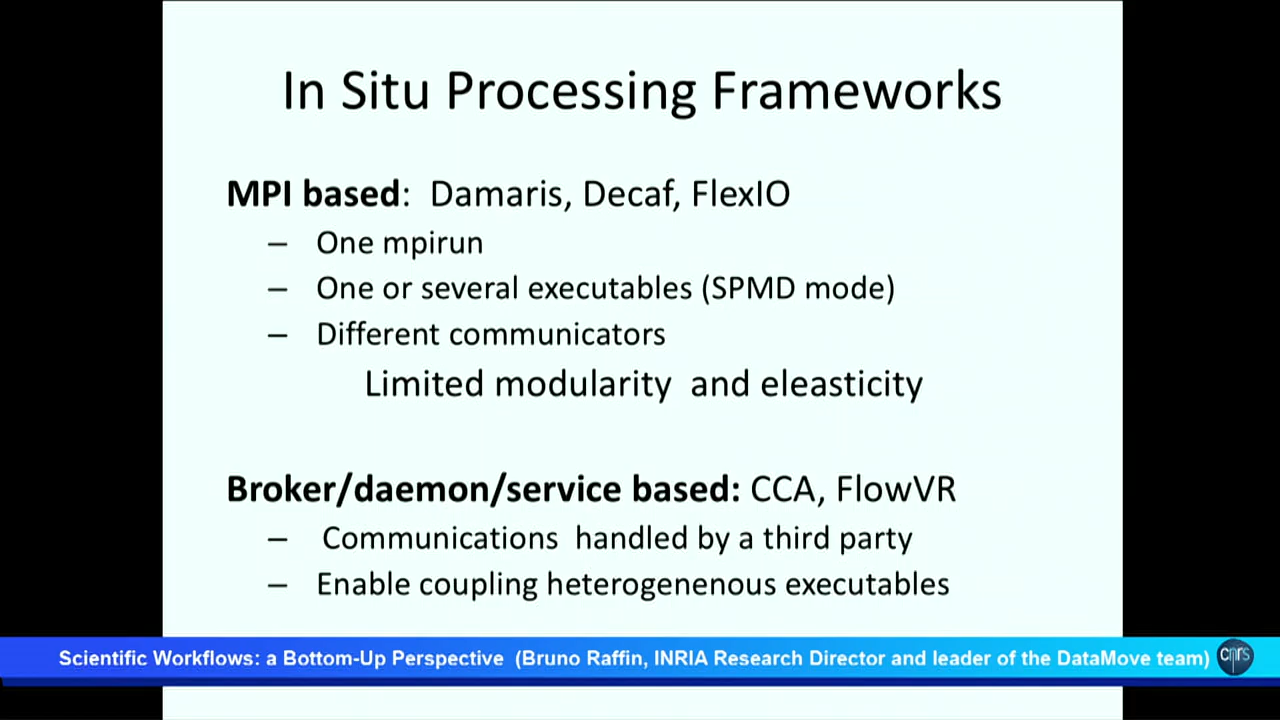 In Situ Processing Frameworks
MPI based: Damaris, Decaf, FlexIO
– One mpirun
– One or several executables (SPMD mode)
– Different communicators
Limited modularity and eleasticity
Broker/daemon/service based: CCA, FlowVR
– Communications handled by a third party
– Enable coupling heterogenenous executables
Scientific Workflows: a Bottom-Up Perspective (Bruno Raffin, INRIA Research Director and leader of the DataMove team)
cnrs